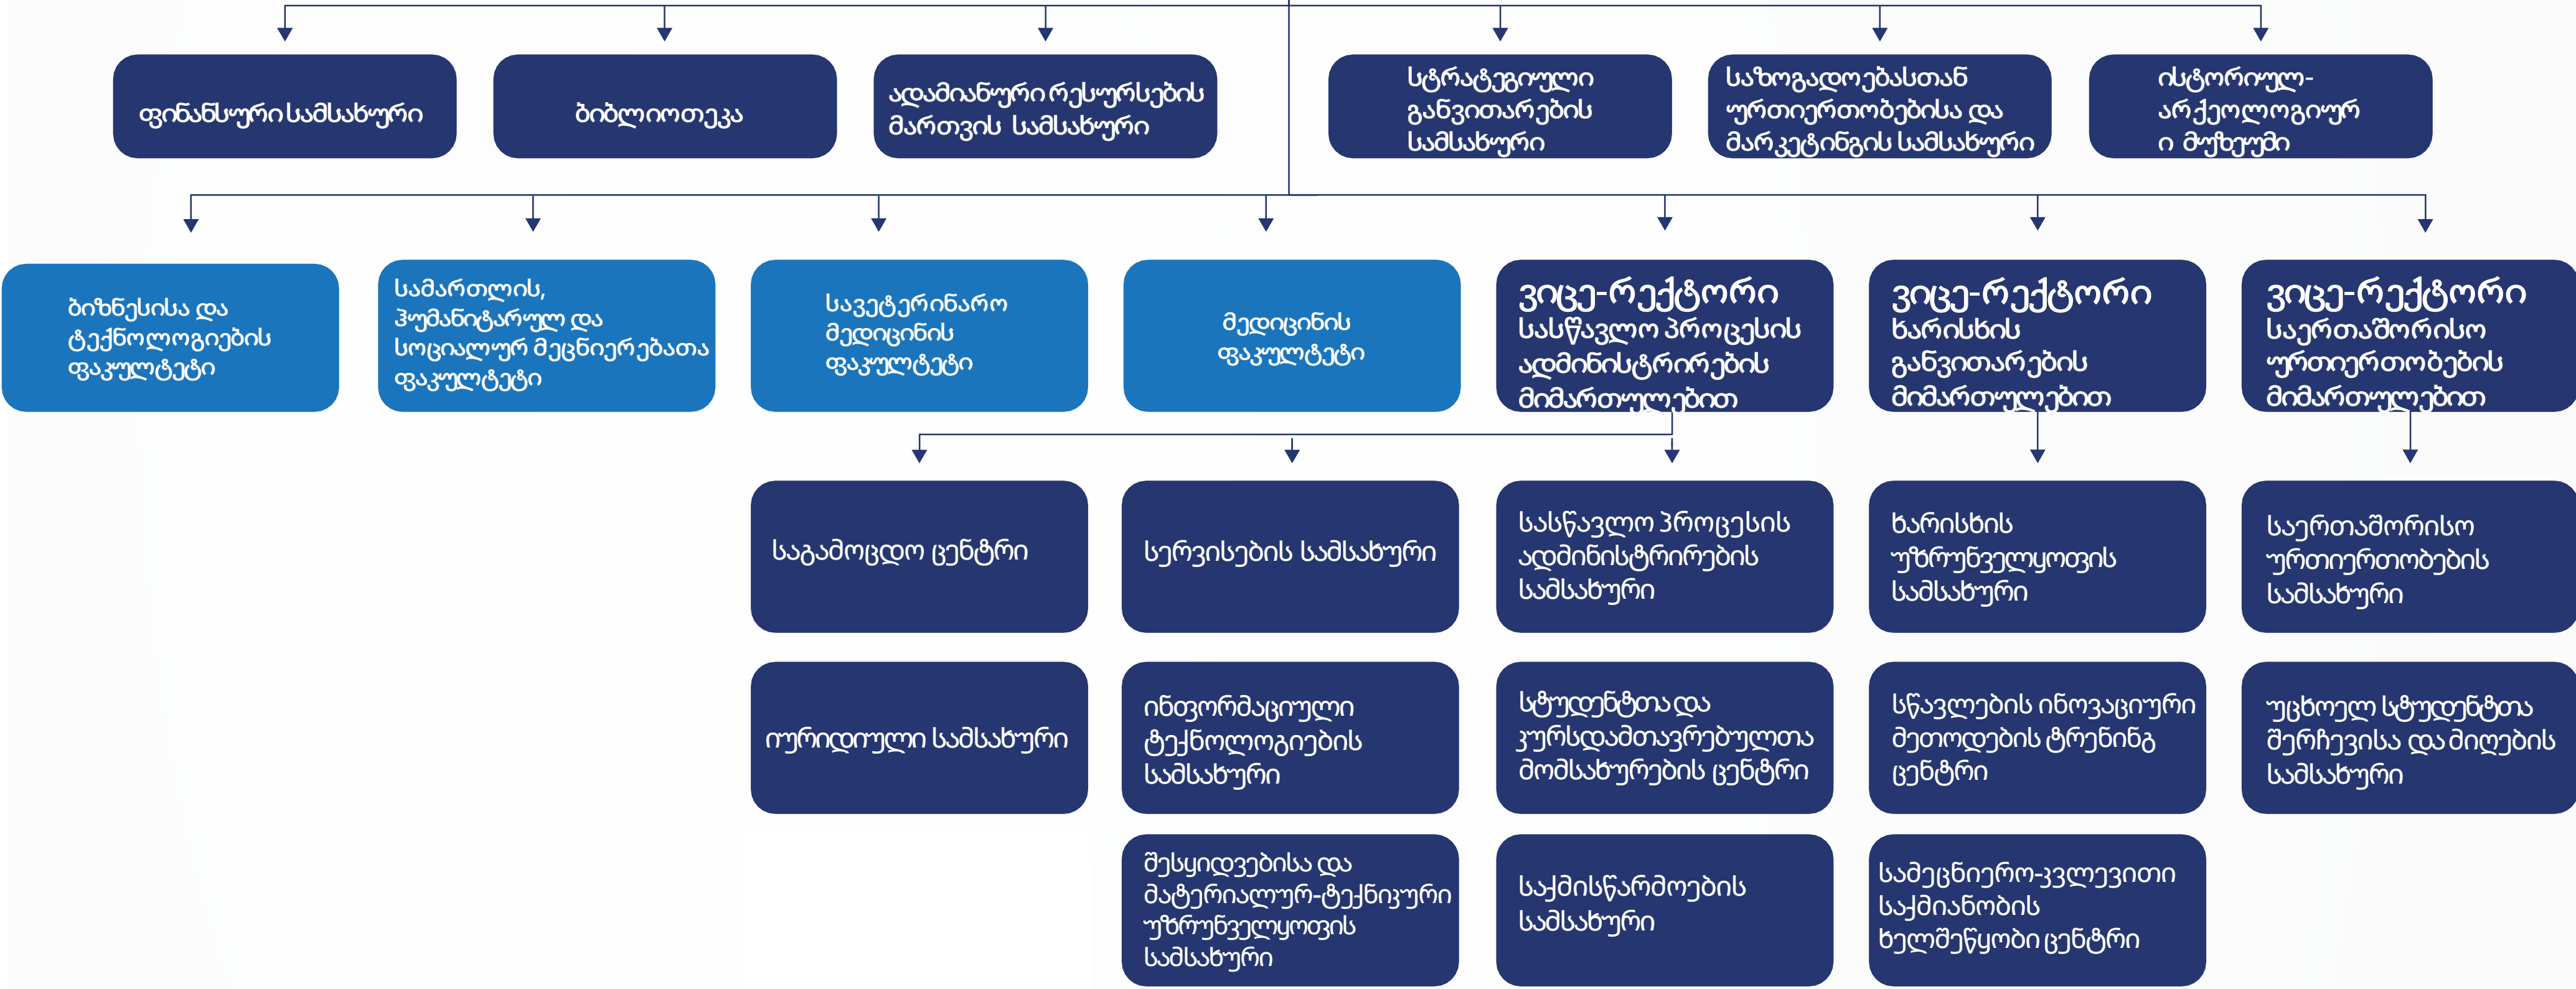 ფინანსური სამსახური
ბიბლიოთეკა
ადამიანური რესურსების
მართვის სამსახური
სტრატეგიული
განვითარების
სამსახური
საზოგადოებასთან
ურთიერთობებისა და
მარკეტინგის სამსახური
ისტორიულ-
არქეოლოგიურ
ი მუზეუმი
ბიზნესისა და
ტექნოლოგიების
ფაკულტეტი
სამართლის,
ჰუმანიტარულ და
სოციალურ მეცნიერებათა
ფაკულტეტი
სავეტერინარო
მედიცინის
ფაკულტეტი
მედიცინის
ფაკულტეტი
ვიცე-რექტორი
სასწავლო პროცესის
ადმინისტრირების
მიმართულებით
ვიცე-რექტორი
ხარისხის
განვითარების
მიმართულებით
ვიცე-რექტორი
საერთაშორისო
ურთიერთობების
მიმართულებით
საგამოცდო ცენტრი
სერვისების სამსახური
სასწავლო პროცესის
ადმინისტრირების
სამსახური
ხარისხის
უზრუნველყოფის
სამსახური
საერთაშორისო
ურთიერთობების
სამსახური
იურიდიული სამსახური
ინფორმაციული
ტექნოლოგიების
სამსახური
სტუდენტთა და
კურსდამთავრებულთა
მომსახურების ცენტრი
სწავლების ინოვაციური
მეთოდების ტრენინგ
ცენტრი
უცხოელ სტუდენტთა
შერჩევისა და მიღების
სამსახური
შესყიდვებისა და
მატერიალურ-ტექნიკური
უზრუნველყოფის
სამსახური
საქმისწარმოების
სამსახური
სამეცნიერო-კვლევითი
საქმიანობის
ხელშეწყობი ცენტრი